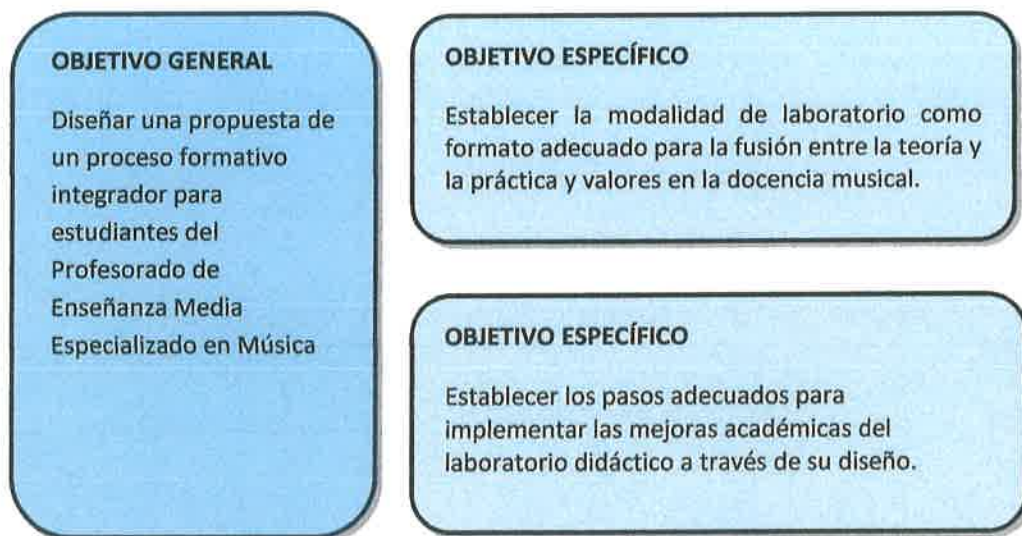 OBJETIVO GENERAL
Diseñar una propuesta de
un proceso formativo
integrador para
estudiantes del
Profesorado de
Enseñanza Media
Especializado en Música
OBJETIVO ESPECÍFICO
Establecer la modalidad de laboratorio como
formato adecuado para la fusión entre la teoría y
la práctica y valores en la docencia musical.
OBJETIVO ESPECÍFICO
Establecer los pasos adecuados para
implementar las mejoras académicas del
laboratorio didáctico a través de su diseño.